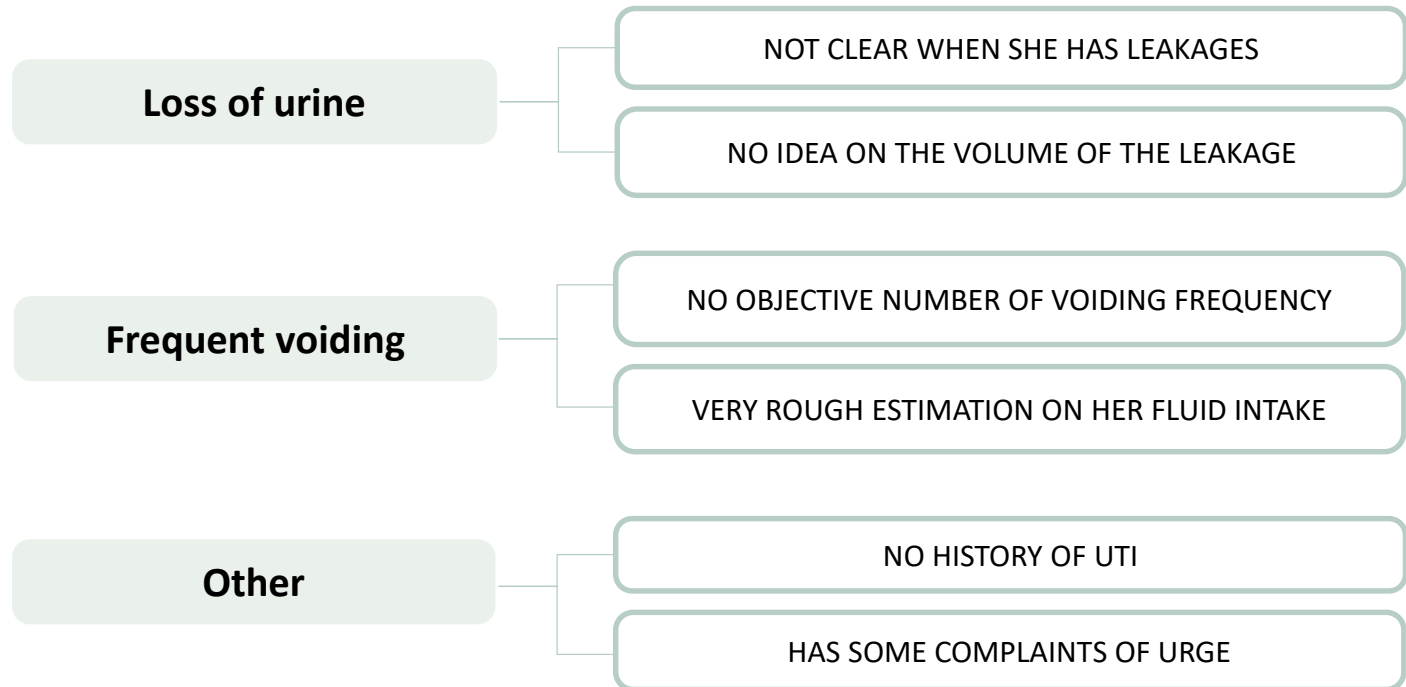 Loss of urine
NOT CLEAR WHEN SHE HAS LEAKAGES
NO IDEA ON THE VOLUME OF THE LEAKAGE
Frequent voiding
NO OBJECTIVE NUMBER OF VOIDING FREQUENCY
VERY ROUGH ESTIMATION ON HER FLUID INTAKE
Other
NO HISTORY OF UTI
HAS SOME COMPLAINTS OF URGE